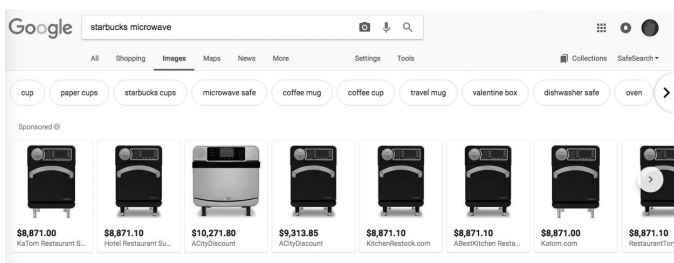 Google starbucks microwave
All Shopping Images Maps News More Settings Tools Collections SafeSearch
cup paper cups starbucks cups microwave safe coffee mug coffee cup travel mug valentine box dishwasher safe oven
Sponsored
$8,871.00 $8,871.10 $10,271.80 $9,313.85 $8,871.10 $8,871.10 $8,871.00 $8,871.10
KaTom Restaurant S... Hotel Restaurant Su... ACityDiscount ACityDiscount KitchenRestock.com ABestKitchen Resta... Katom.com RestaurantTory